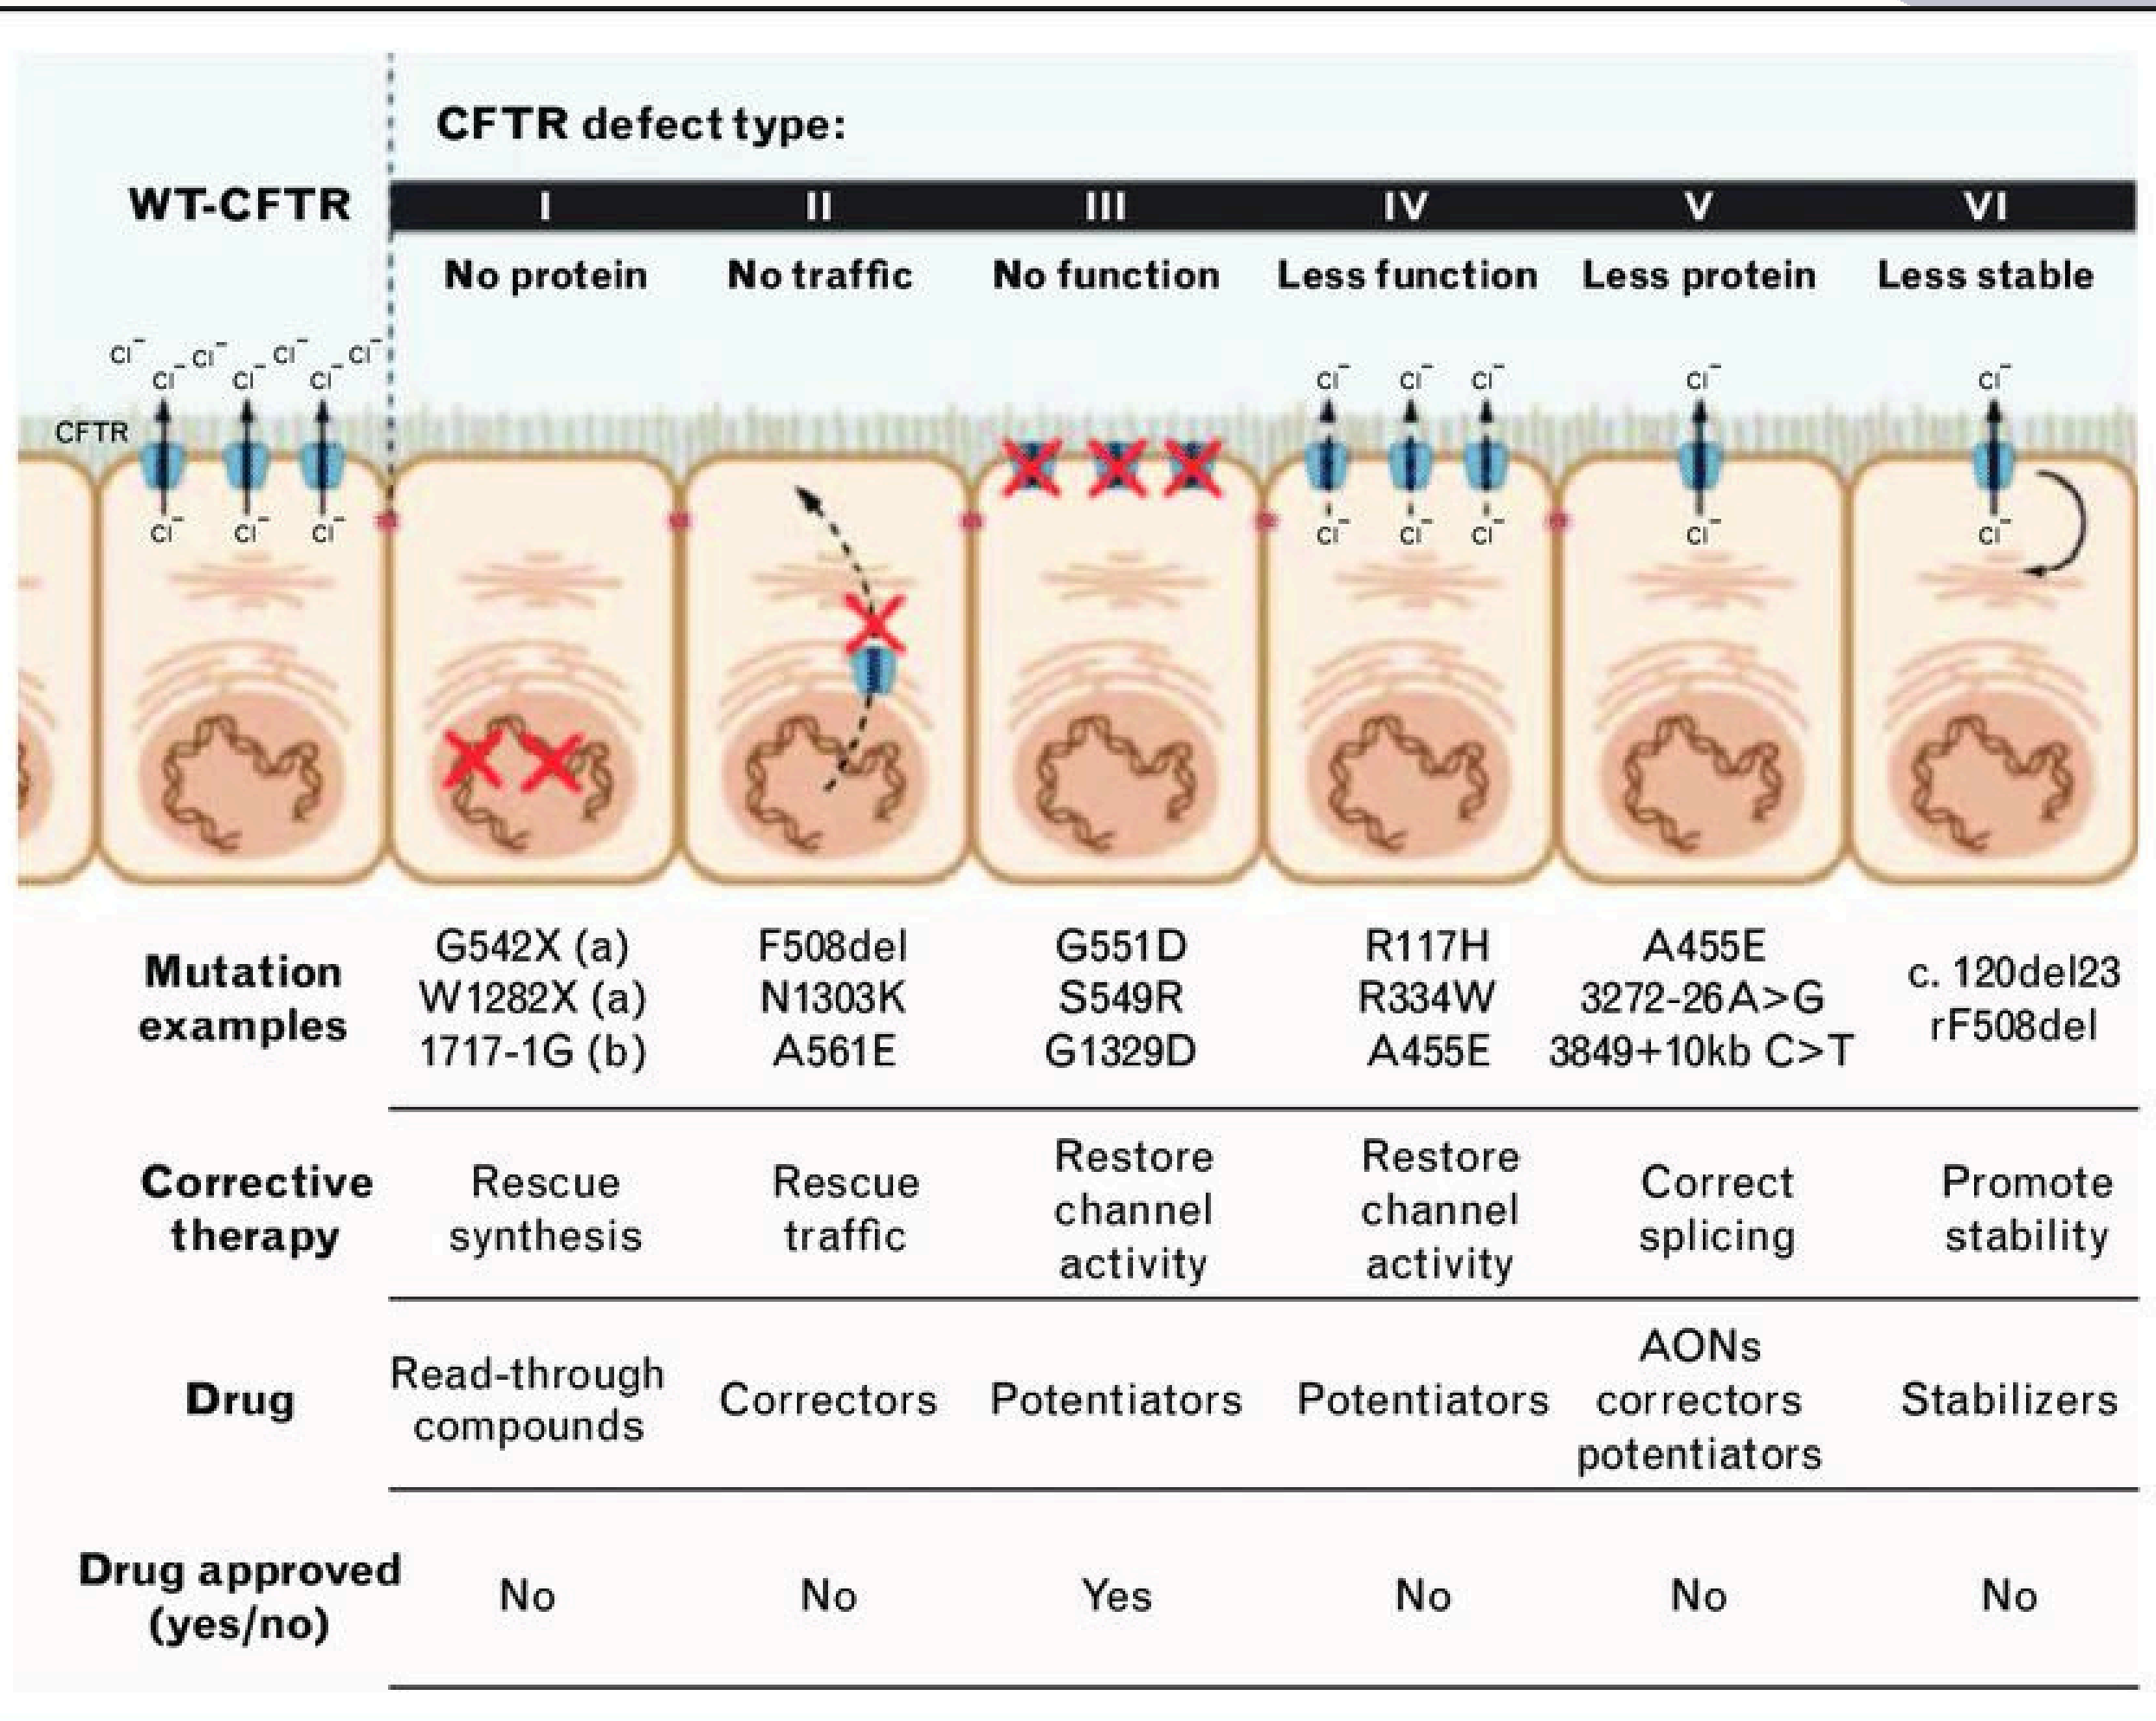 CFTR defect type:
WT-CFTR I II III IV V VI
No protein No traffic No function Less function Less protein Less stable
Cl⁻ Cl⁻ Cl⁻ Cl⁻
Cl⁻ Cl⁻ Cl⁻ Cl⁻ Cl⁻ Cl⁻ Cl⁻ Cl⁻
CFTR
Cl⁻ Cl⁻ Cl⁻ Cl⁻ Cl⁻ Cl⁻ Cl⁻ Cl⁻
Mutation
examples
G542X (a)
W1282X (a)
1717-1G (b)
F508del
N1303K
A561E
G551D
S549R
G1329D
R117H
R334W
A455E
A455E
3272-26A>G
3849+10kb C>T
c. 120del23
rF508del
Corrective
therapy
Rescue
synthesis
Rescue
traffic
Restore
channel
activity
Restore
channel
activity
Correct
splicing
Promote
stability
Drug
Read-through
compounds
Correctors
Potentiators
Potentiators
AONs
correctors
potentiators
Stabilizers
Drug approved
(yes/no)
No
No
Yes
No
No
No